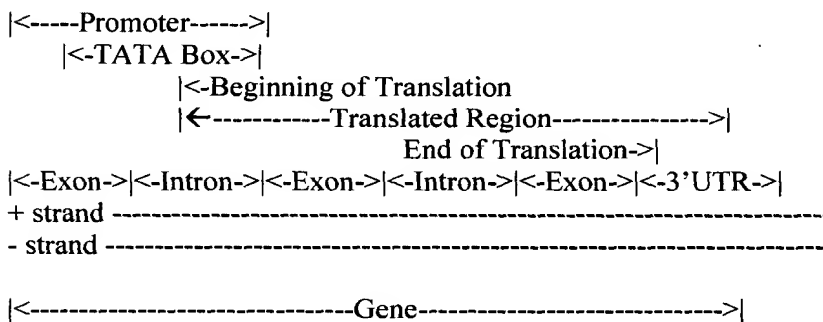 |<-----Promoter------>|
|<-TATA Box->|
|<-Beginning of Translation
|←------------Translated Region---------------->|
End of Translation->|
|<-Exon->|<-Intron->|<-Exon->|<-Intron->|<-Exon->|<-3'UTR->|
+ strand ------------------------------------------------------------------------
- strand -------------------------------------------------------------------------
|<--------------------------------Gene------------------------------>|